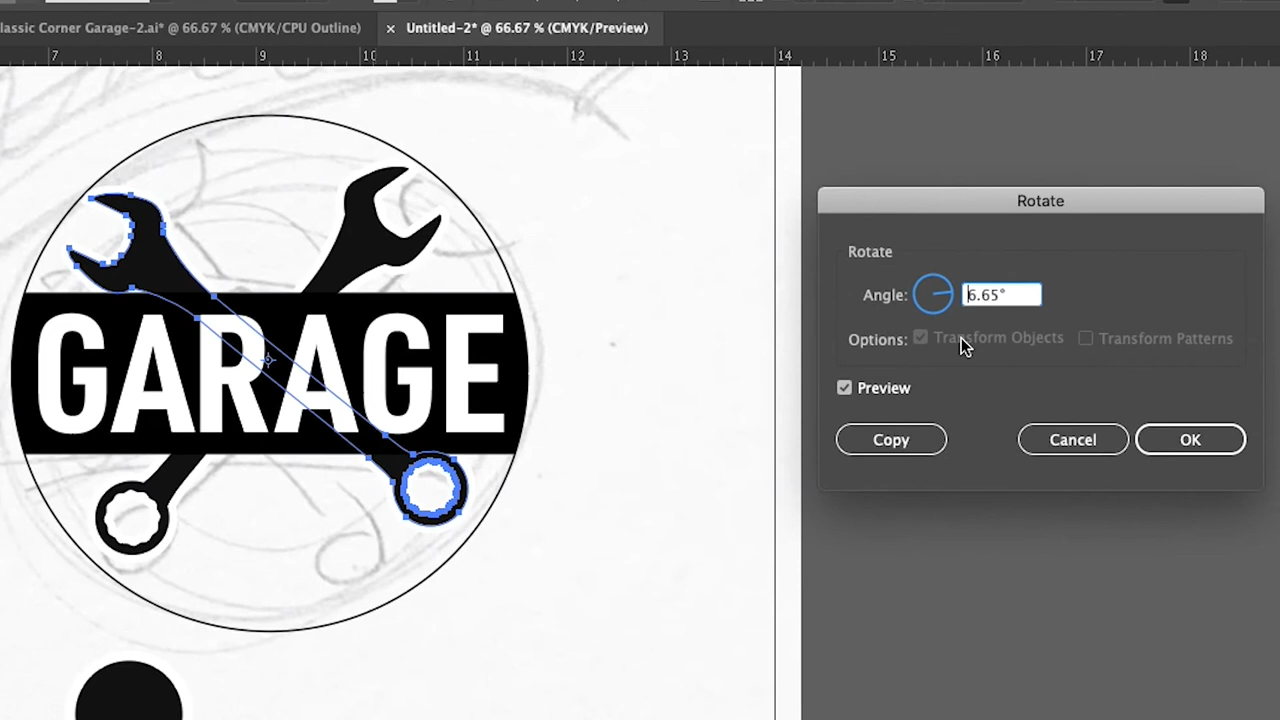 lassic Corner Garage-2.ai* @ 66.67 % (CMYK/CPU Outline)
× Untitled-2* @ 66.67 % (CMYK/Preview)
7 8 9 10 11 12 13 14 15 16 17 18
Rotate
Rotate
Angle: 6.65°
Options: Transform Objects Transform Patterns
Preview
Copy Cancel OK
GARAGE